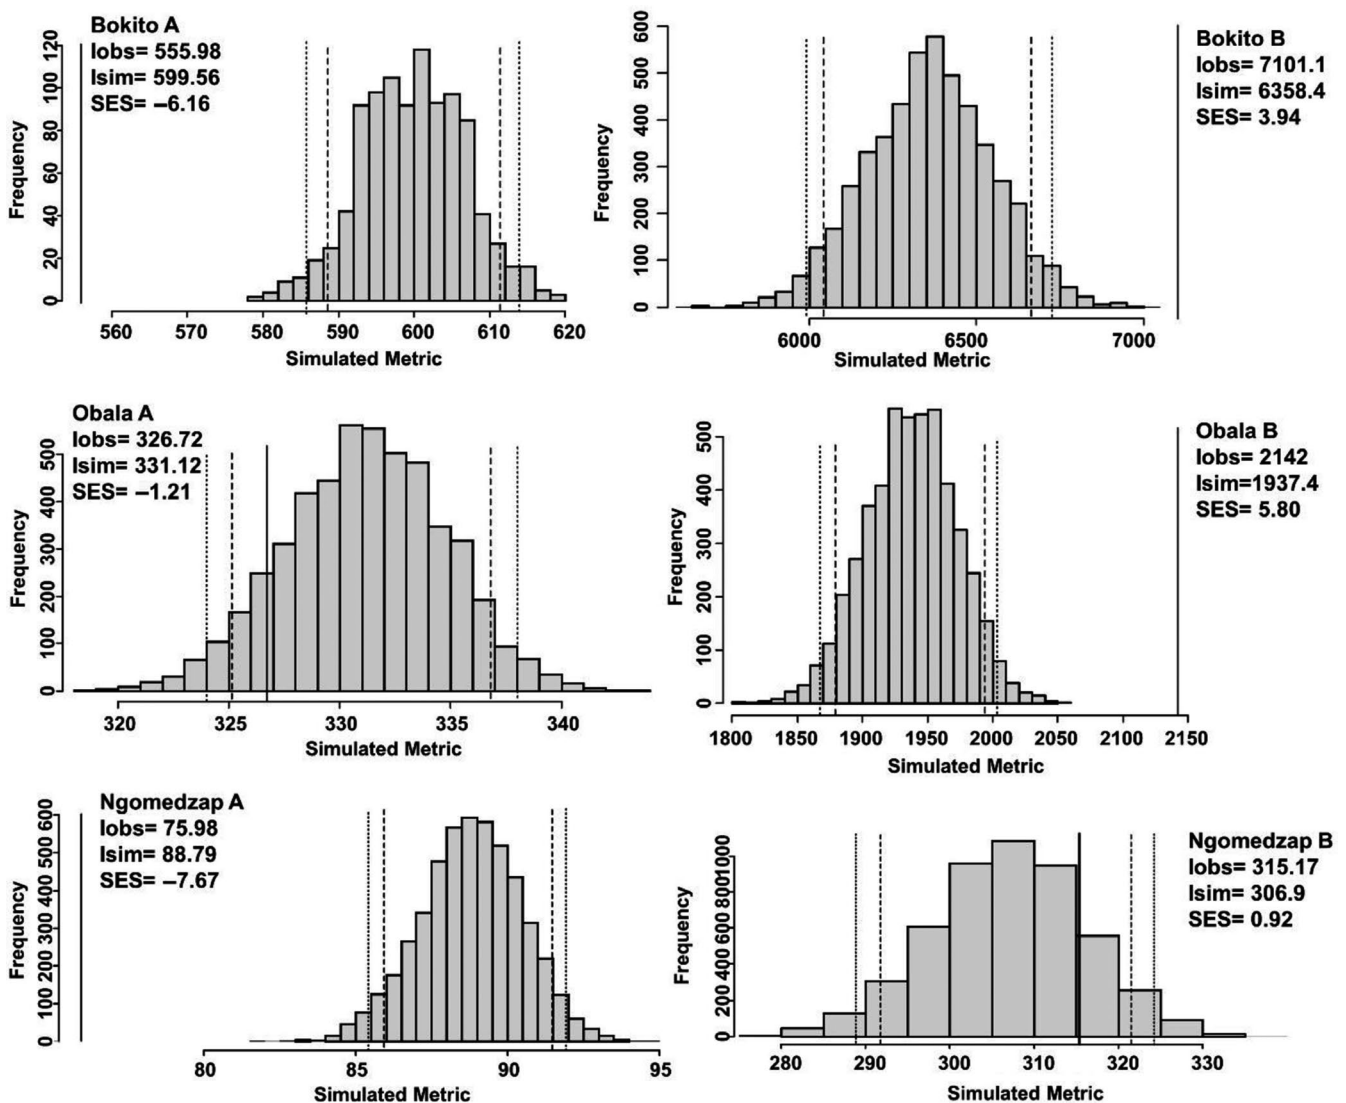 Bokito A
Iobs= 555.98
Isim= 599.56
SES= –6.16
Frequency
0
20
40
60
80
100
120
560 570 580 590 600 610 620
Simulated Metric
Bokito B
Iobs= 7101.1
Isim= 6358.4
SES= 3.94
Frequency
0
100
200
300
400
500
600
6000 6500 7000
Simulated Metric
Obala A
Iobs= 326.72
Isim= 331.12
SES= –1.21
Frequency
0
100
200
300
400
500
320 325 330 335 340
Simulated Metric
Obala B
Iobs= 2142
Isim=1937.4
SES= 5.80
Frequency
0
100
200
300
400
500
1800 1850 1900 1950 2000 2050 2100 2150
Simulated Metric
Ngomedzap A
Iobs= 75.98
Isim= 88.79
SES= –7.67
Frequency
0
100
200
300
400
500
600
80 85 90 95
Simulated Metric
Ngomedzap B
Iobs= 315.17
Isim= 306.9
SES= 0.92
Frequency
0
200
400
600
800
1000
280 290 300 310 320 330
Simulated Metric